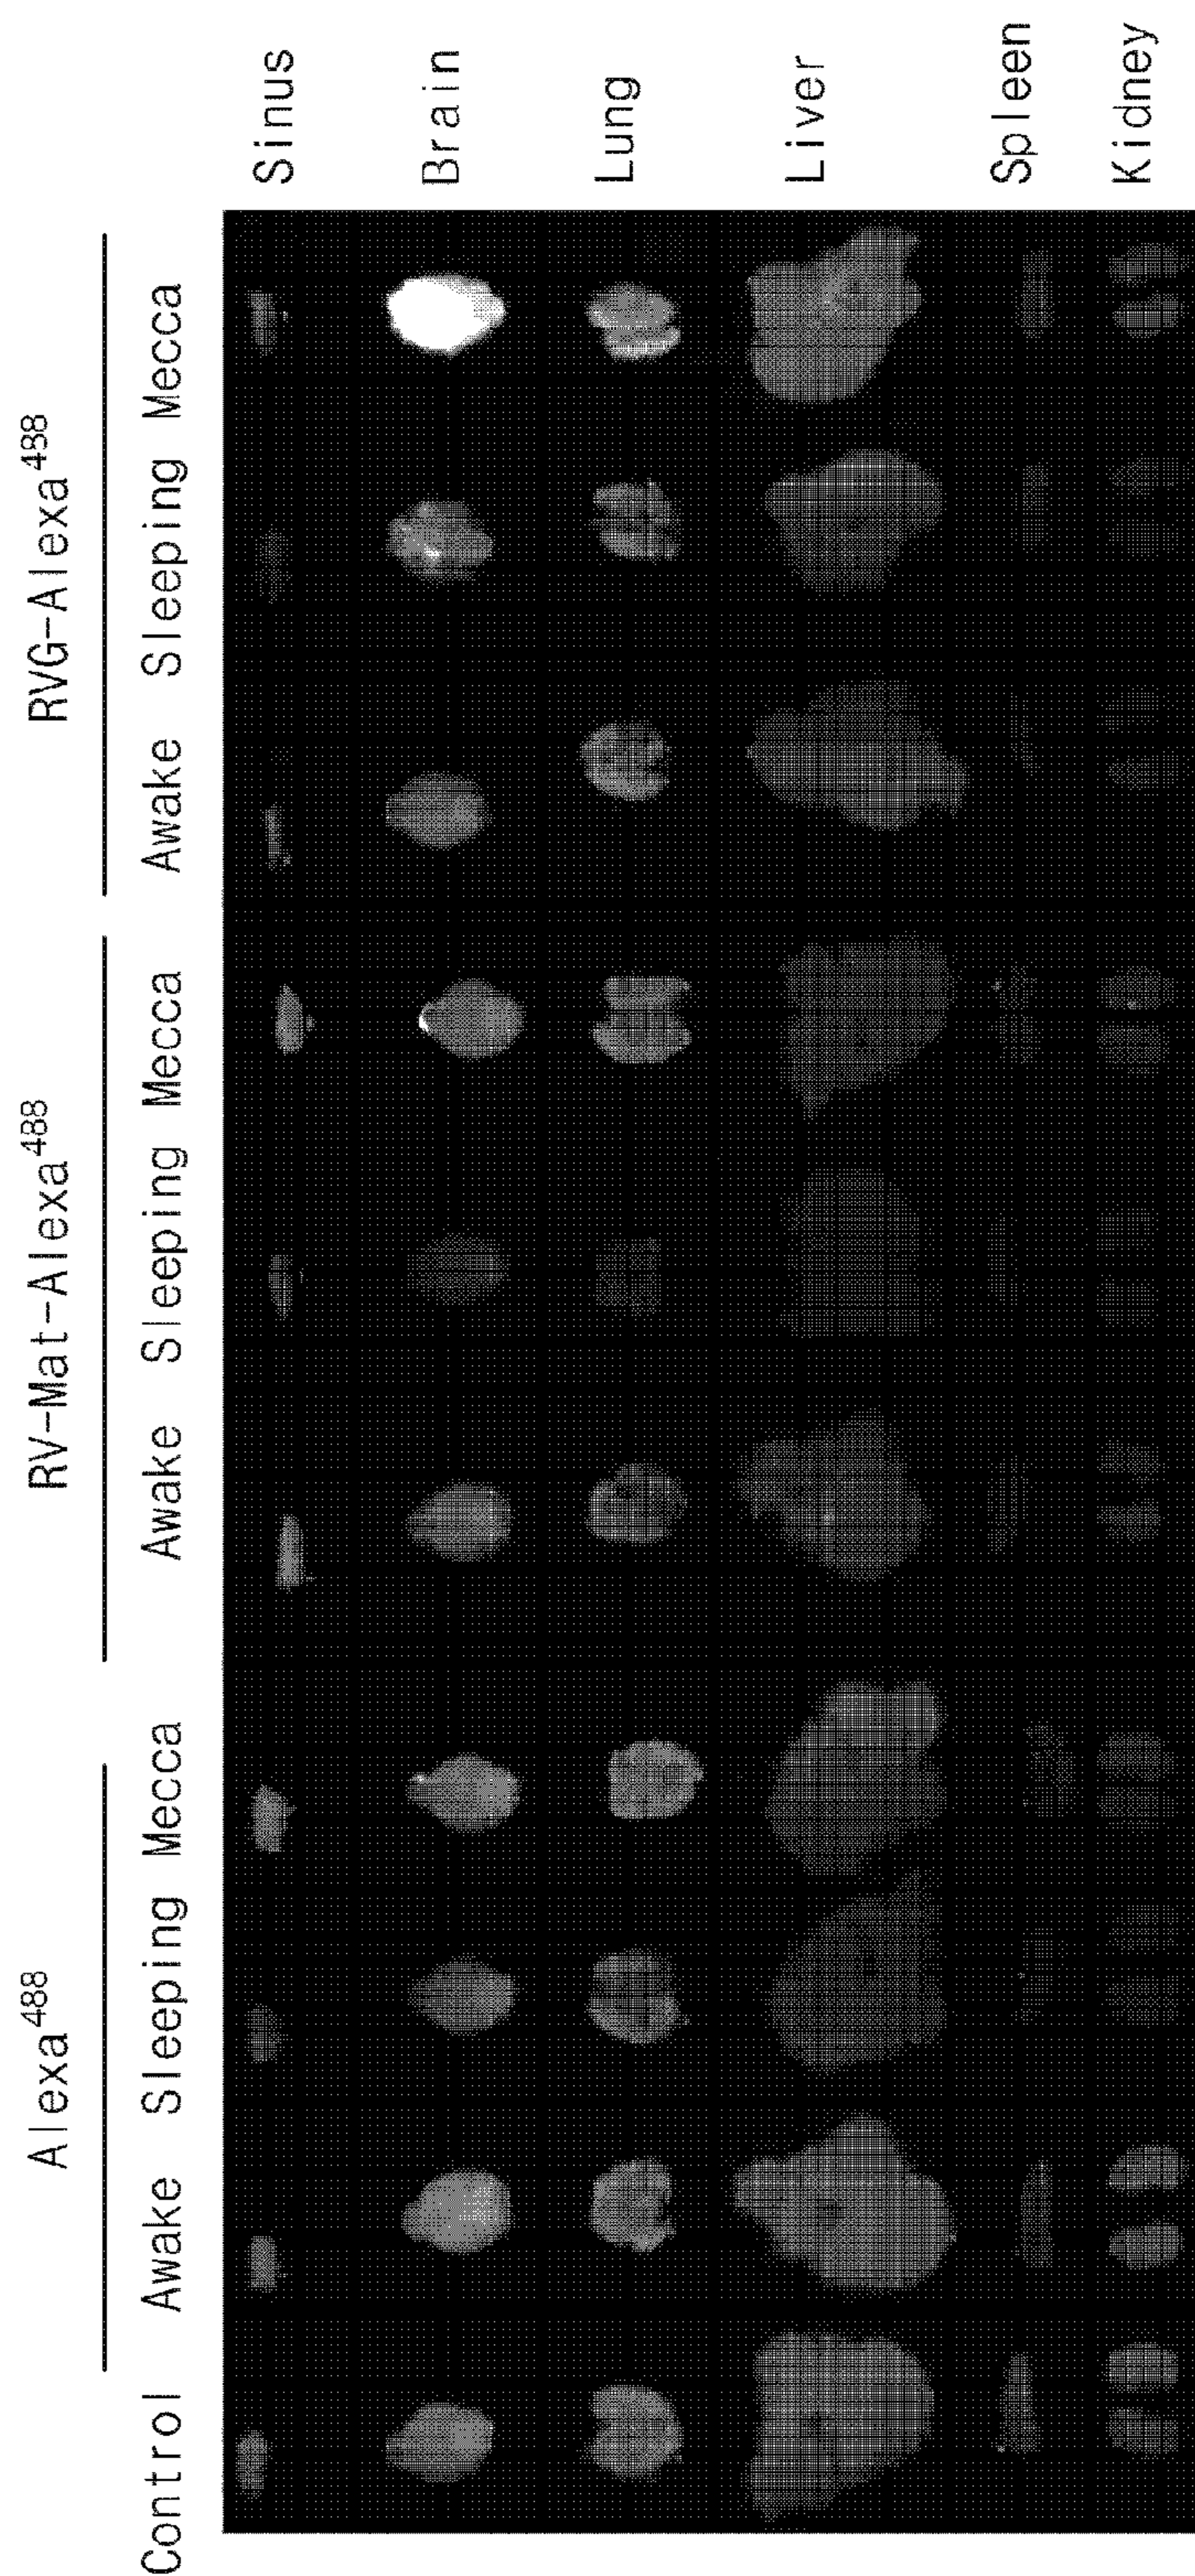 Alexa488 RV-Mat-Alexa488 RVG-Alexa488
Control Awake Sleeping Mecca Awake Sleeping Mecca Awake Sleeping Mecca
Sinus
Brain
Lung
Liver
Spleen
Kidney